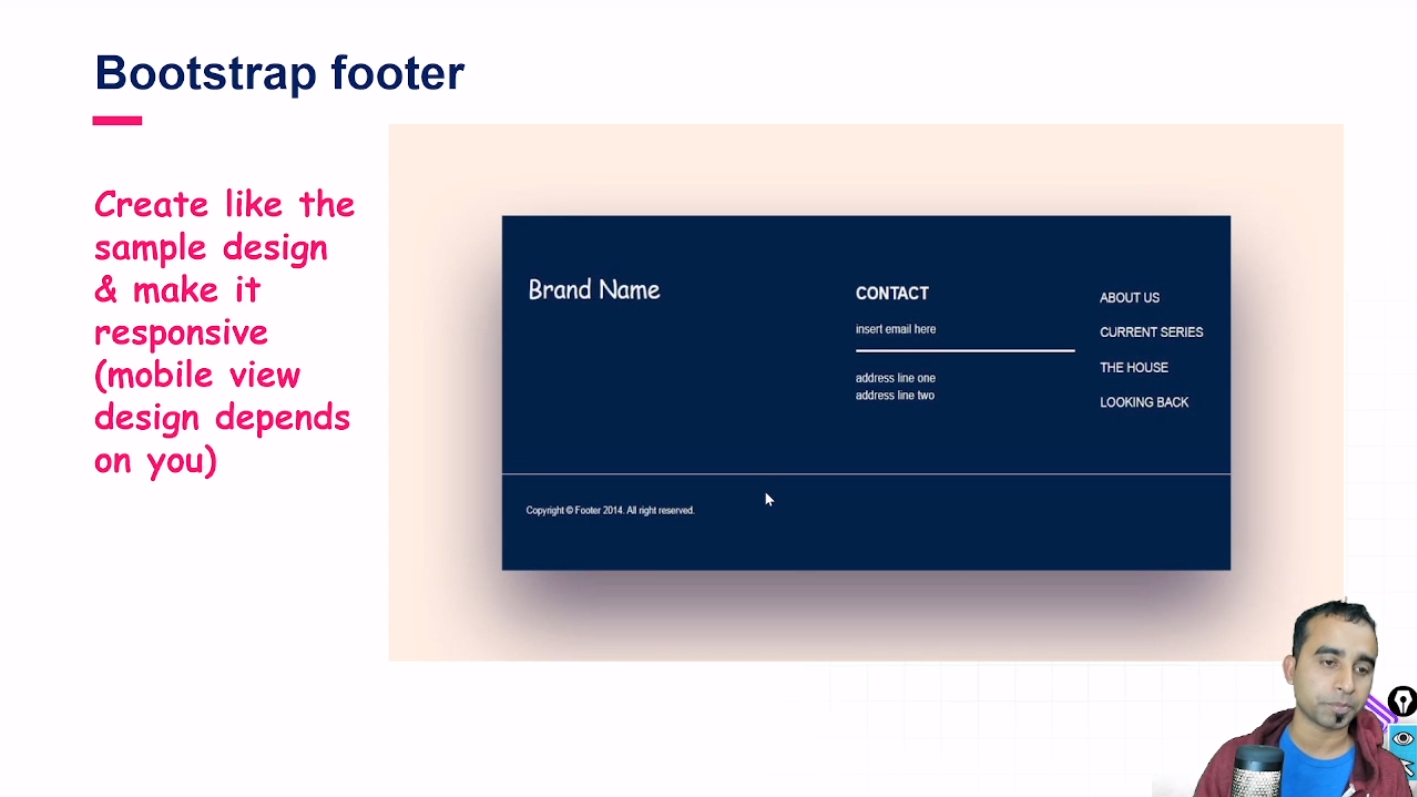 Bootstrap footer
Create like the
sample design
& make it
responsive
(mobile view
design depends
on you)
Brand Name
CONTACT
insert email here
address line one
address line two
ABOUT US
CURRENT SERIES
THE HOUSE
LOOKING BACK
Copyright © Footer 2014. All right reserved.